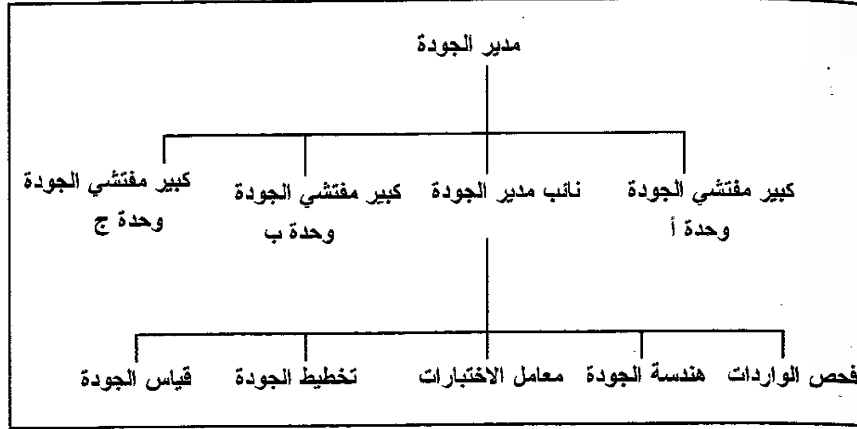 مدير الجودة
كبير مفتشي الجودة
وحدة أ
نائب مدير الجودة
كبير مفتشي الجودة
وحدة ب
كبير مفتشي الجودة
وحدة ج
فحص الواردات
هندسة الجودة
معامل الاختبارات
تخطيط الجودة
قياس الجودة